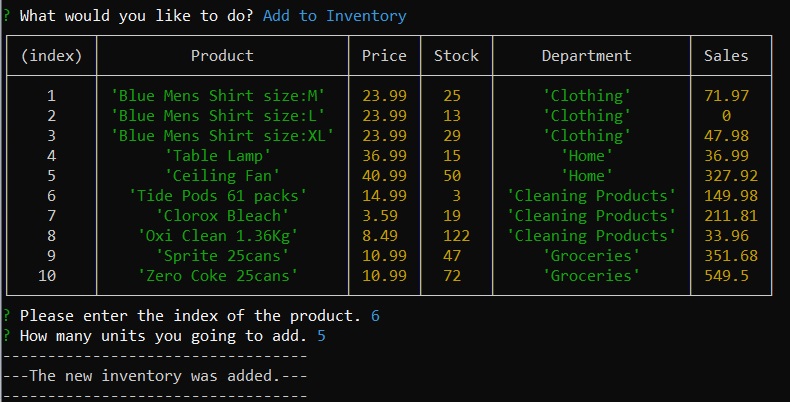 ? What would you like to do? Add to Inventory
(index) Product Price Stock Department Sales
1 'Blue Mens Shirt size:M' 23.99 25 'Clothing' 71.97
2 'Blue Mens Shirt size:L' 23.99 13 'Clothing' 0
3 'Blue Mens Shirt size:XL' 23.99 29 'Clothing' 47.98
4 'Table Lamp' 36.99 15 'Home' 36.99
5 'Ceiling Fan' 40.99 50 'Home' 327.92
6 'Tide Pods 61 packs' 14.99 3 'Cleaning Products' 149.98
7 'Clorox Bleach' 3.59 19 'Cleaning Products' 211.81
8 'Oxi Clean 1.36Kg' 8.49 122 'Cleaning Products' 33.96
9 'Sprite 25cans' 10.99 47 'Groceries' 351.68
10 'Zero Coke 25cans' 10.99 72 'Groceries' 549.5
? Please enter the index of the product. 6
? How many units you going to add. 5
----------------------------------
---The new inventory was added.---
----------------------------------